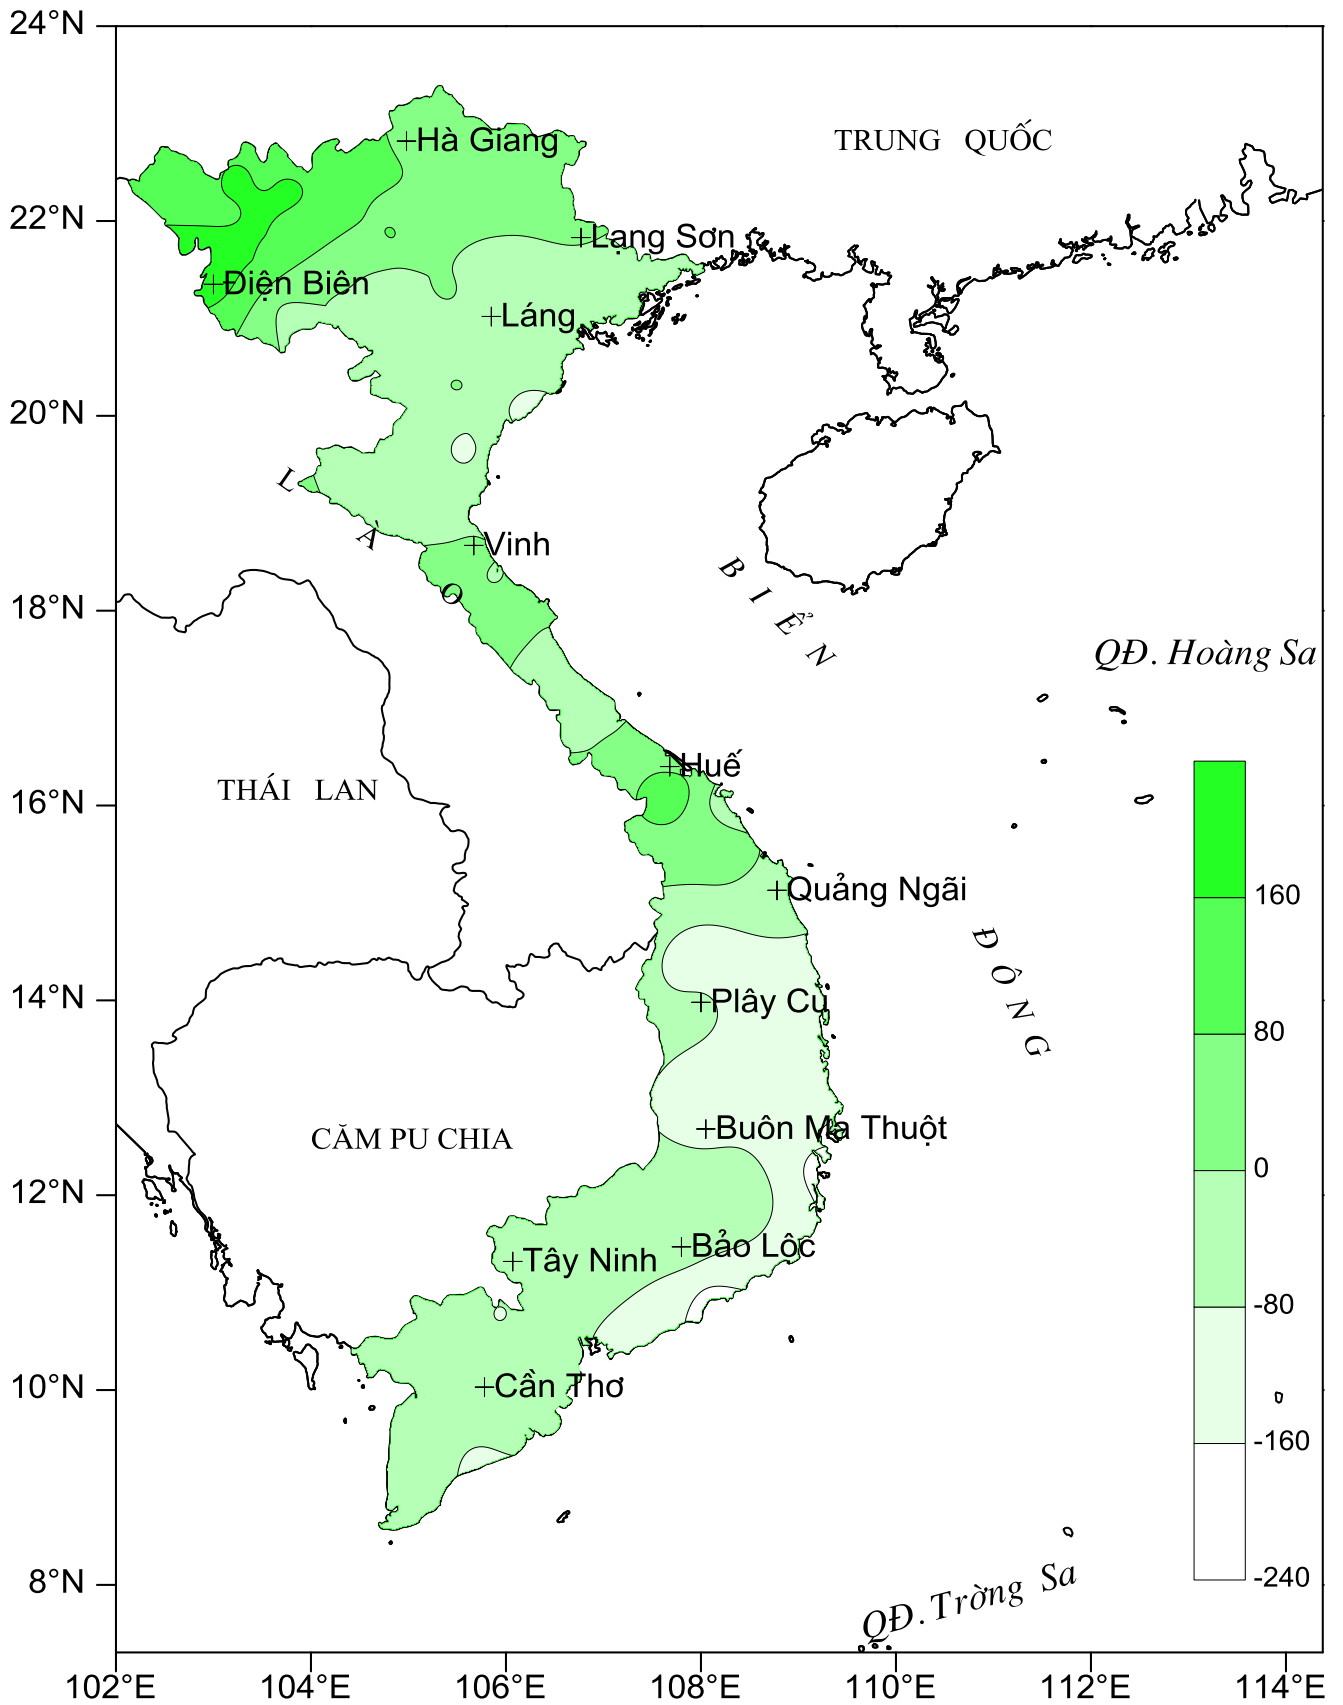 24°N
Hà Giang
TRUNG QUỐC
22°N
Lạng Sơn
Điện Biên
Láng
20°N
L À O
Vinh
18°N
BIỂN
QĐ. Hoàng Sa
Huế
THÁI LAN
16°N
Quảng Ngãi
160
ĐÔNG
14°N
Plây Cu
80
CĂM PU CHIA
Buôn Ma Thuột
0
12°N
Bảo Lộc
Tây Ninh
-80
10°N
Cần Thơ
-160
8°N
-240
QĐ. Trờng Sa
102°E 104°E 106°E 108°E 110°E 112°E 114°E